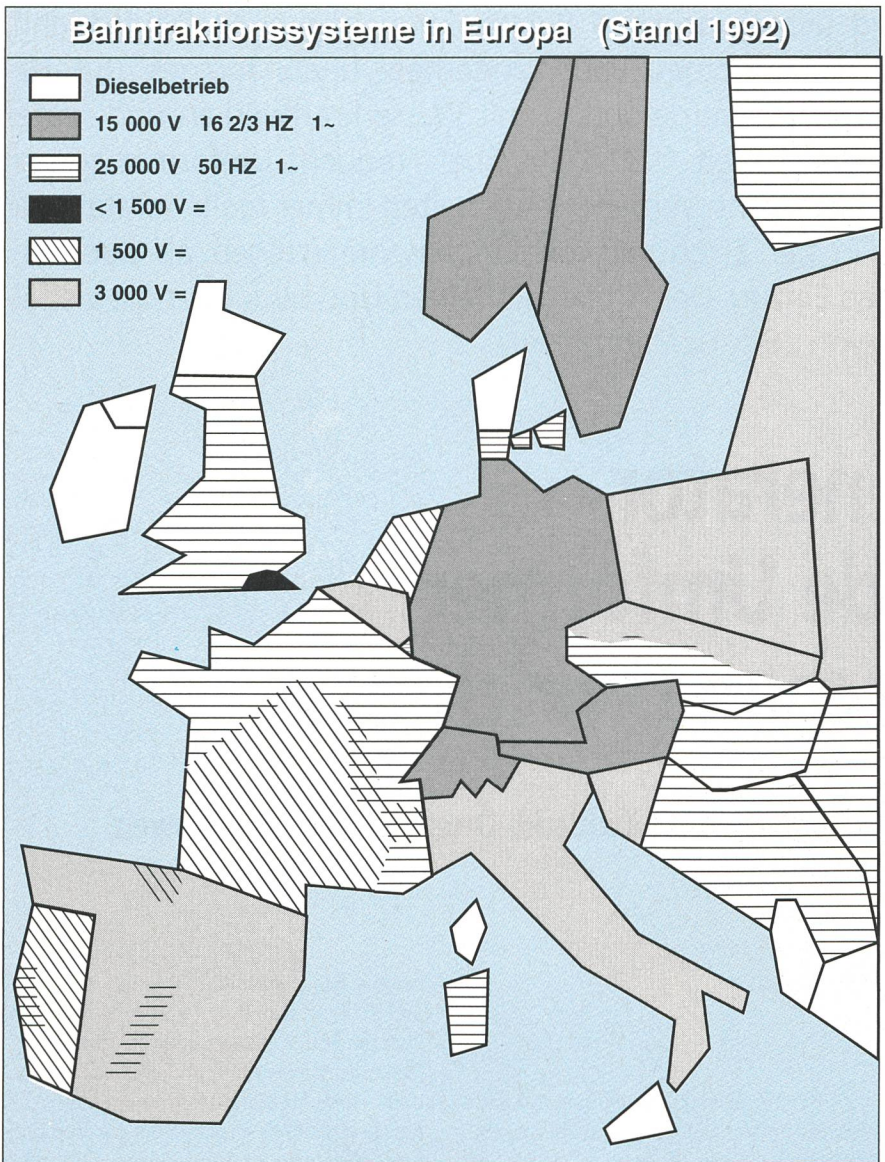 Bahntraktionssysteme in Europa (Stand 1992)
Dieselbetrieb
15 000 V 16 2/3 HZ 1~
25 000 V 50 HZ 1~
< 1 500 V =
1 500 V =
3 000 V =